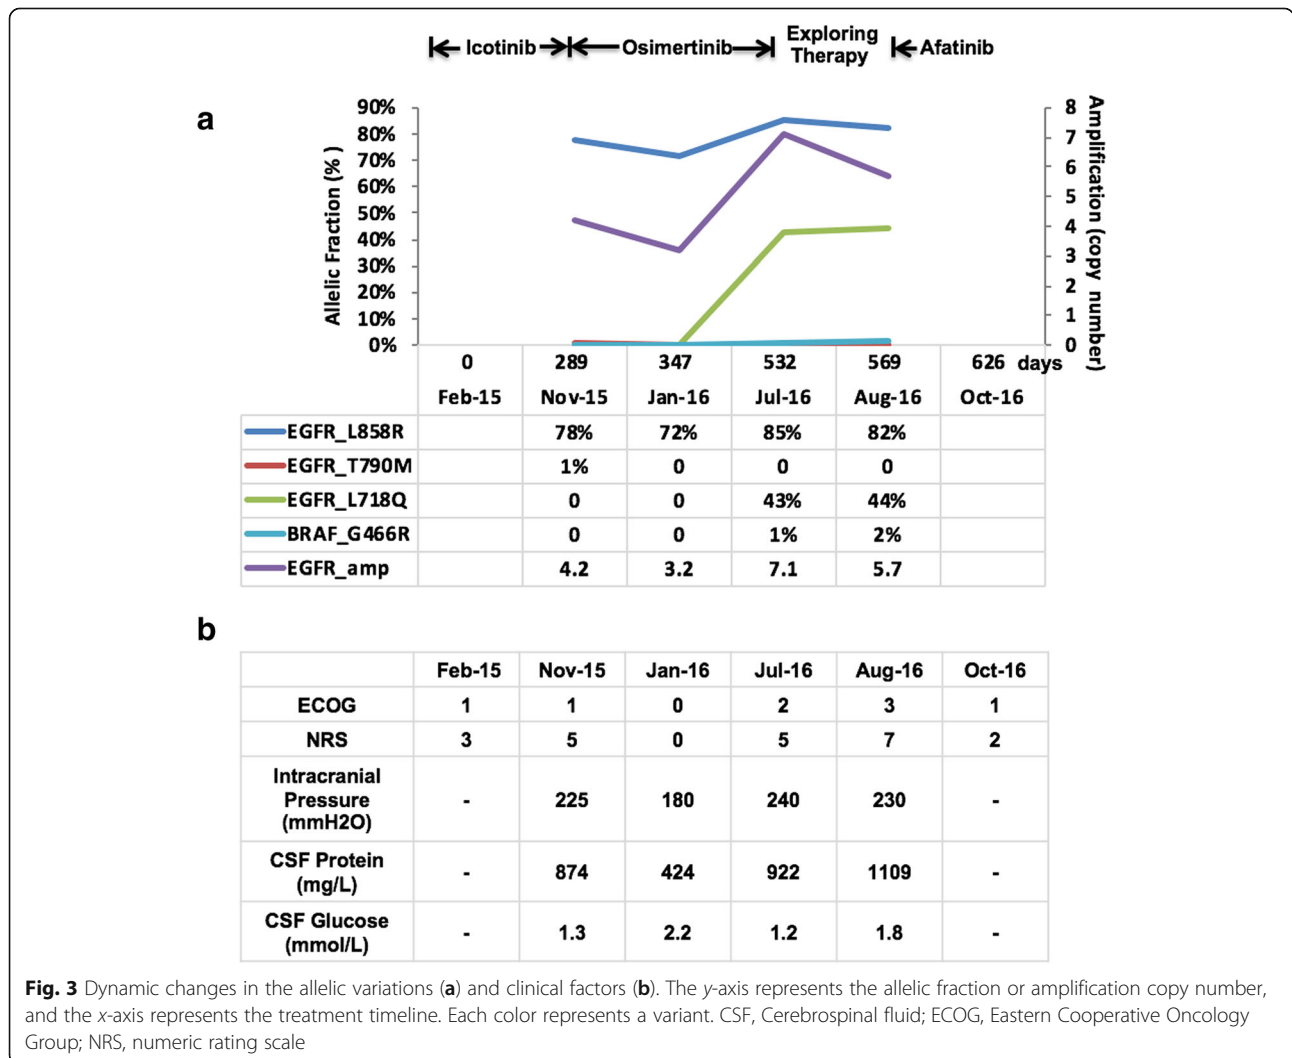 Icotinib Osimertinib Exploring Therapy Afatinib
a
90% 8
80% 7
70% 6
60% 5
50% 4
40% 3
30% 2
20% 1
10% 0
0%
Allelic Fraction (%)
Amplification (copy number)
0 289 347 532 569 626 days
Feb-15 Nov-15 Jan-16 Jul-16 Aug-16 Oct-16
EGFR_L858R 78% 72% 85% 82%
EGFR_T790M 1% 0 0 0
EGFR_L718Q 0 0 43% 44%
BRAF_G466R 0 0 1% 2%
EGFR_amp 4.2 3.2 7.1 5.7
b
Feb-15 Nov-15 Jan-16 Jul-16 Aug-16 Oct-16
ECOG 1 1 0 2 3 1
NRS 3 5 0 5 7 2
Intracranial
Pressure - 225 180 240 230 -
(mmH2O)
CSF Protein
(mg/L) - 874 424 922 1109 -
CSF Glucose
(mmol/L) - 1.3 2.2 1.2 1.8 -
Fig. 3 Dynamic changes in the allelic variations (a) and clinical factors (b). The y-axis represents the allelic fraction or amplification copy number,
and the x-axis represents the treatment timeline. Each color represents a variant. CSF, Cerebrospinal fluid; ECOG, Eastern Cooperative Oncology
Group; NRS, numeric rating scale